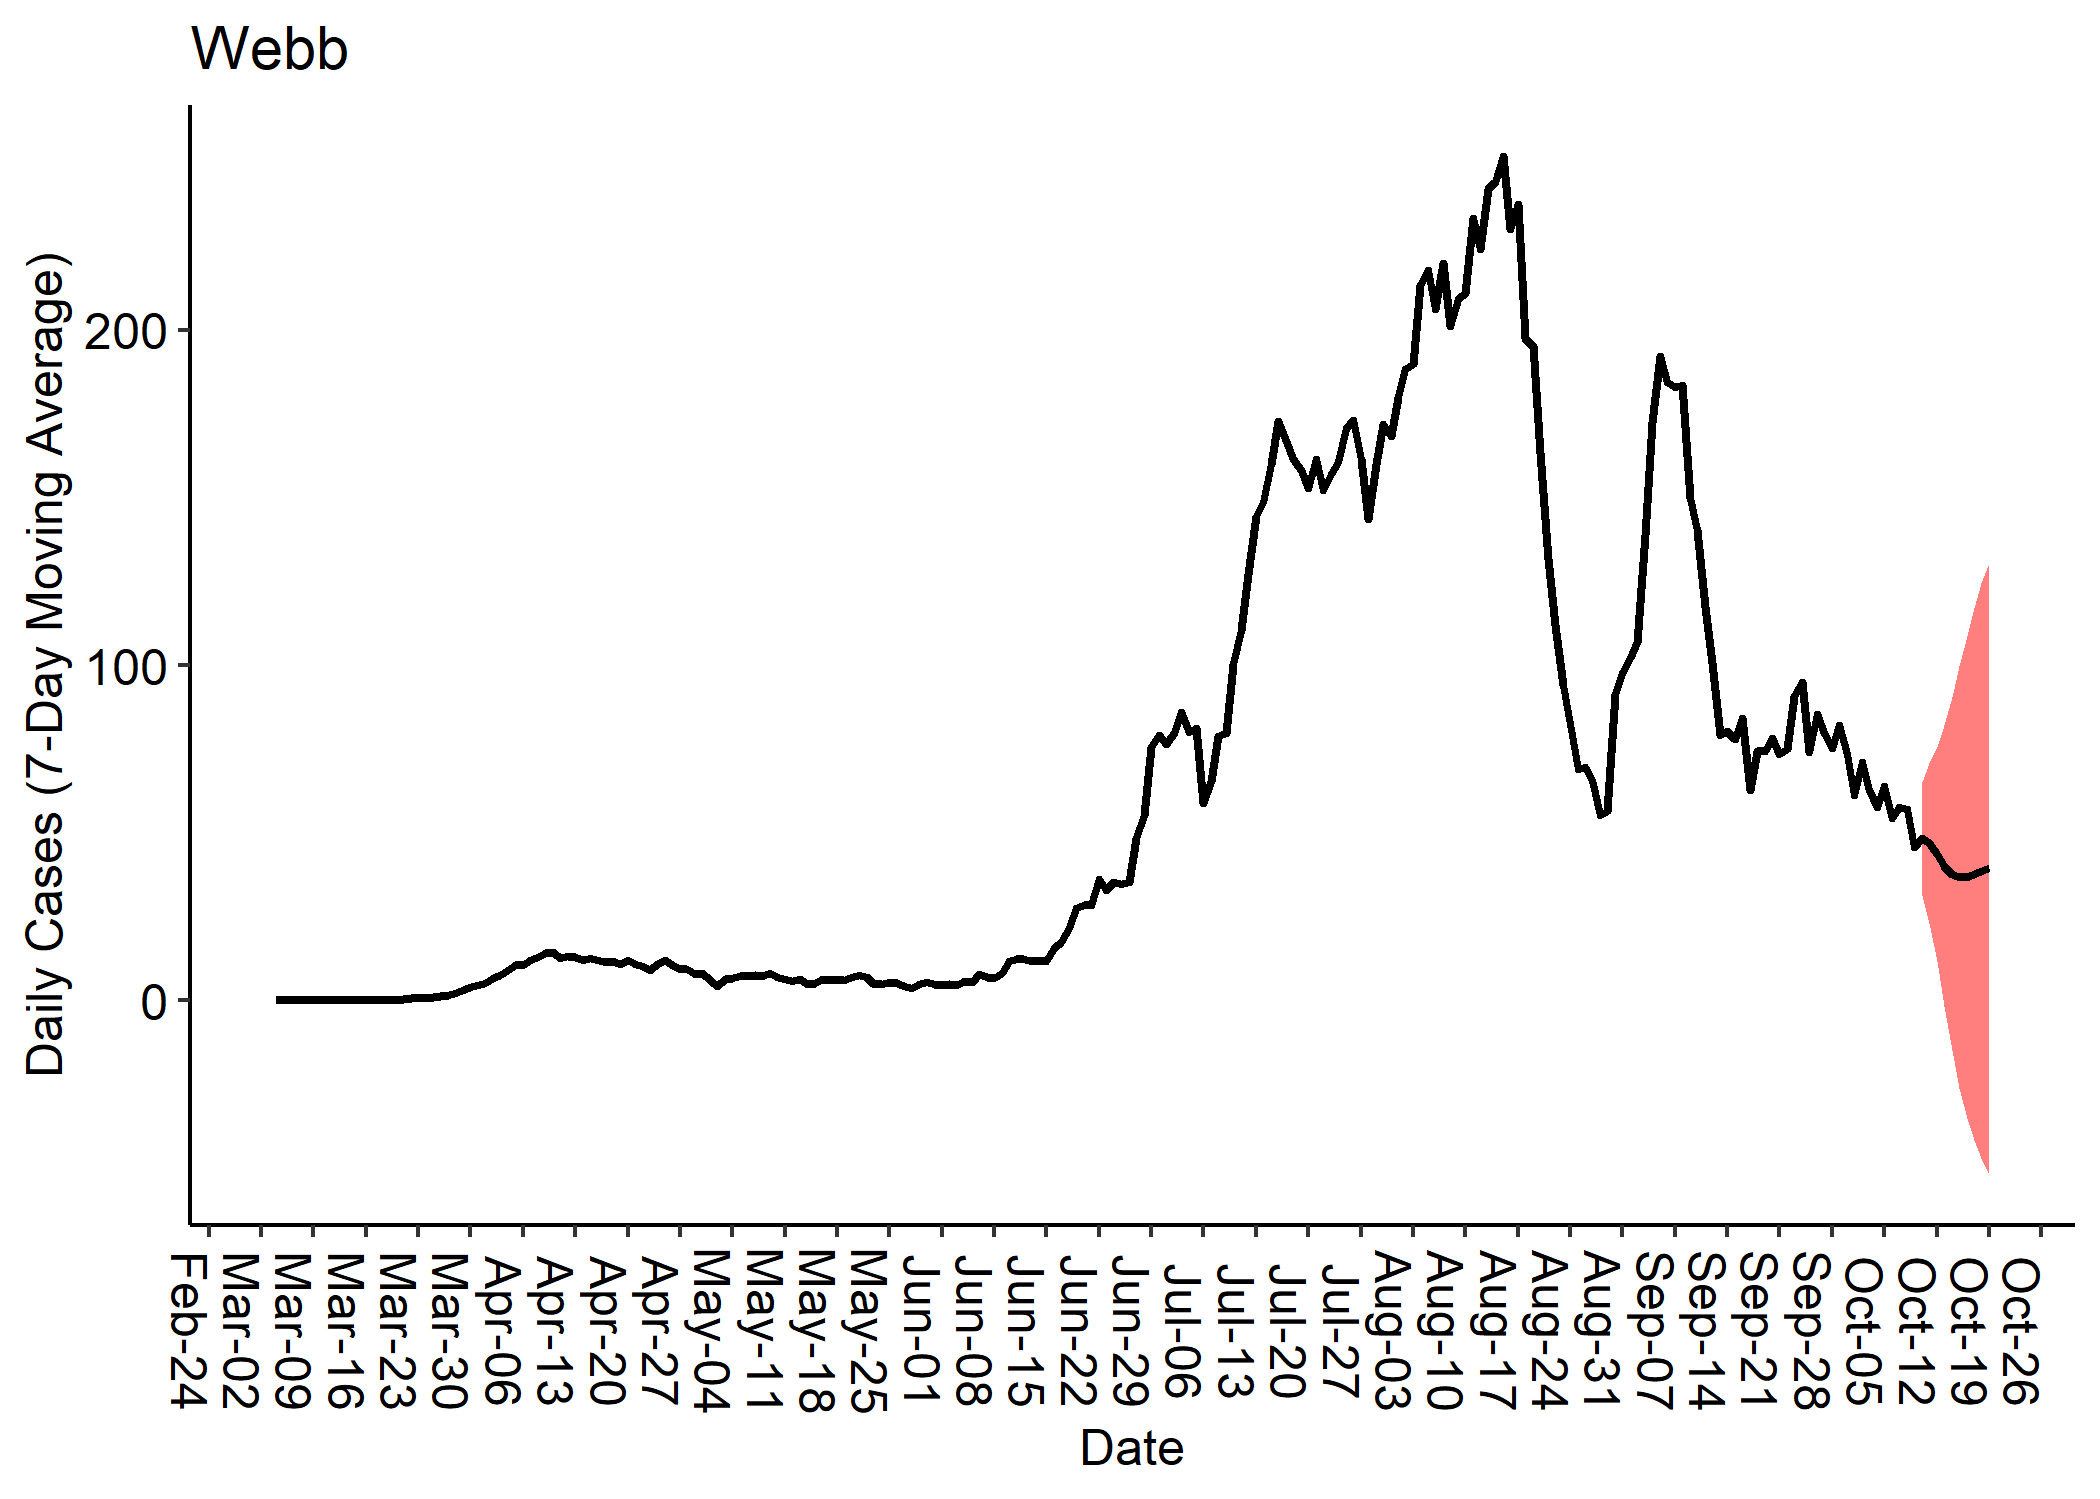 Webb
Daily Cases (7-Day Moving Average)
200
100
0
Feb-24
Mar-02
Mar-09
Mar-16
Mar-23
Mar-30
Apr-06
Apr-13
Apr-20
Apr-27
May-04
May-11
May-18
May-25
Jun-01
Jun-08
Jun-15
Jun-22
Jun-29
Jul-06
Jul-13
Jul-20
Jul-27
Aug-03
Aug-10
Aug-17
Aug-24
Aug-31
Sep-07
Sep-14
Sep-21
Sep-28
Oct-05
Oct-12
Oct-19
Oct-26
Date